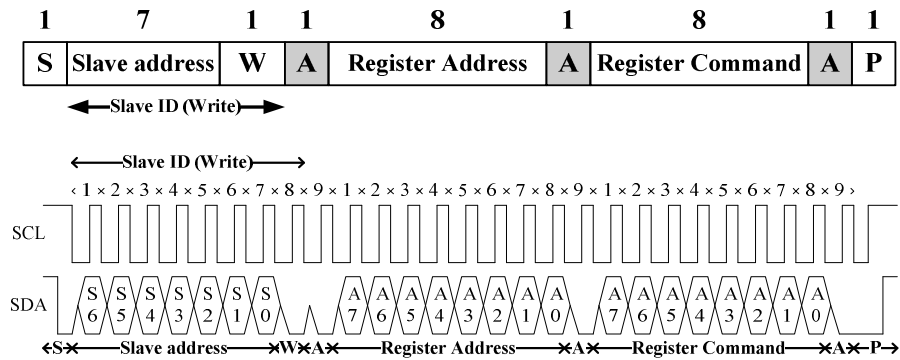 1 7 1 1 8 1 8 1 1
S Slave address W A Register Address A Register Command A P
Slave ID (Write)
Slave ID (Write)
‹ 1 × 2 × 3 × 4 × 5 × 6 × 7 × 8 × 9 × 1 × 2 × 3 × 4 × 5 × 6 × 7 × 8 × 9 × 1 × 2 × 3 × 4 × 5 × 6 × 7 × 8 × 9 ›
SCL
SDA S6 S5 S4 S3 S2 S1 S0 A7 A6 A5 A4 A3 A2 A1 A0 A7 A6 A5 A4 A3 A2 A1 A0
S Slave address W A Register Address A Register Command A P